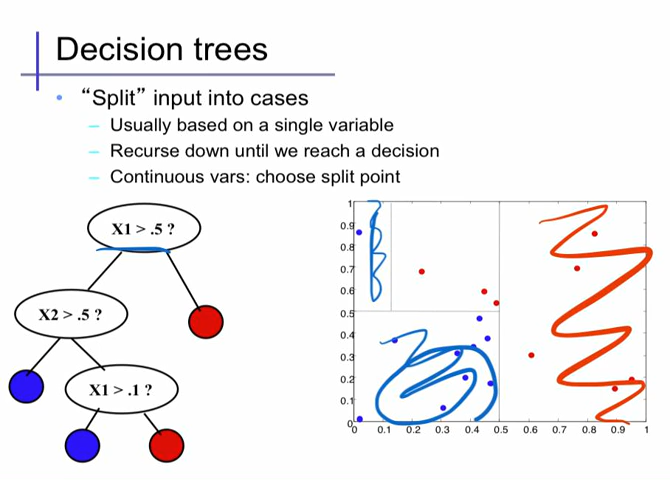 Decision trees
• “Split” input into cases
– Usually based on a single variable
– Recurse down until we reach a decision
– Continuous vars: choose split point
X1 > .5 ?
X2 > .5 ?
X1 > .1 ?
1
0.9
0.8
0.7
0.6
0.5
0.4
0.3
0.2
0.1
0
0 0.1 0.2 0.3 0.4 0.5 0.6 0.7 0.8 0.9 1